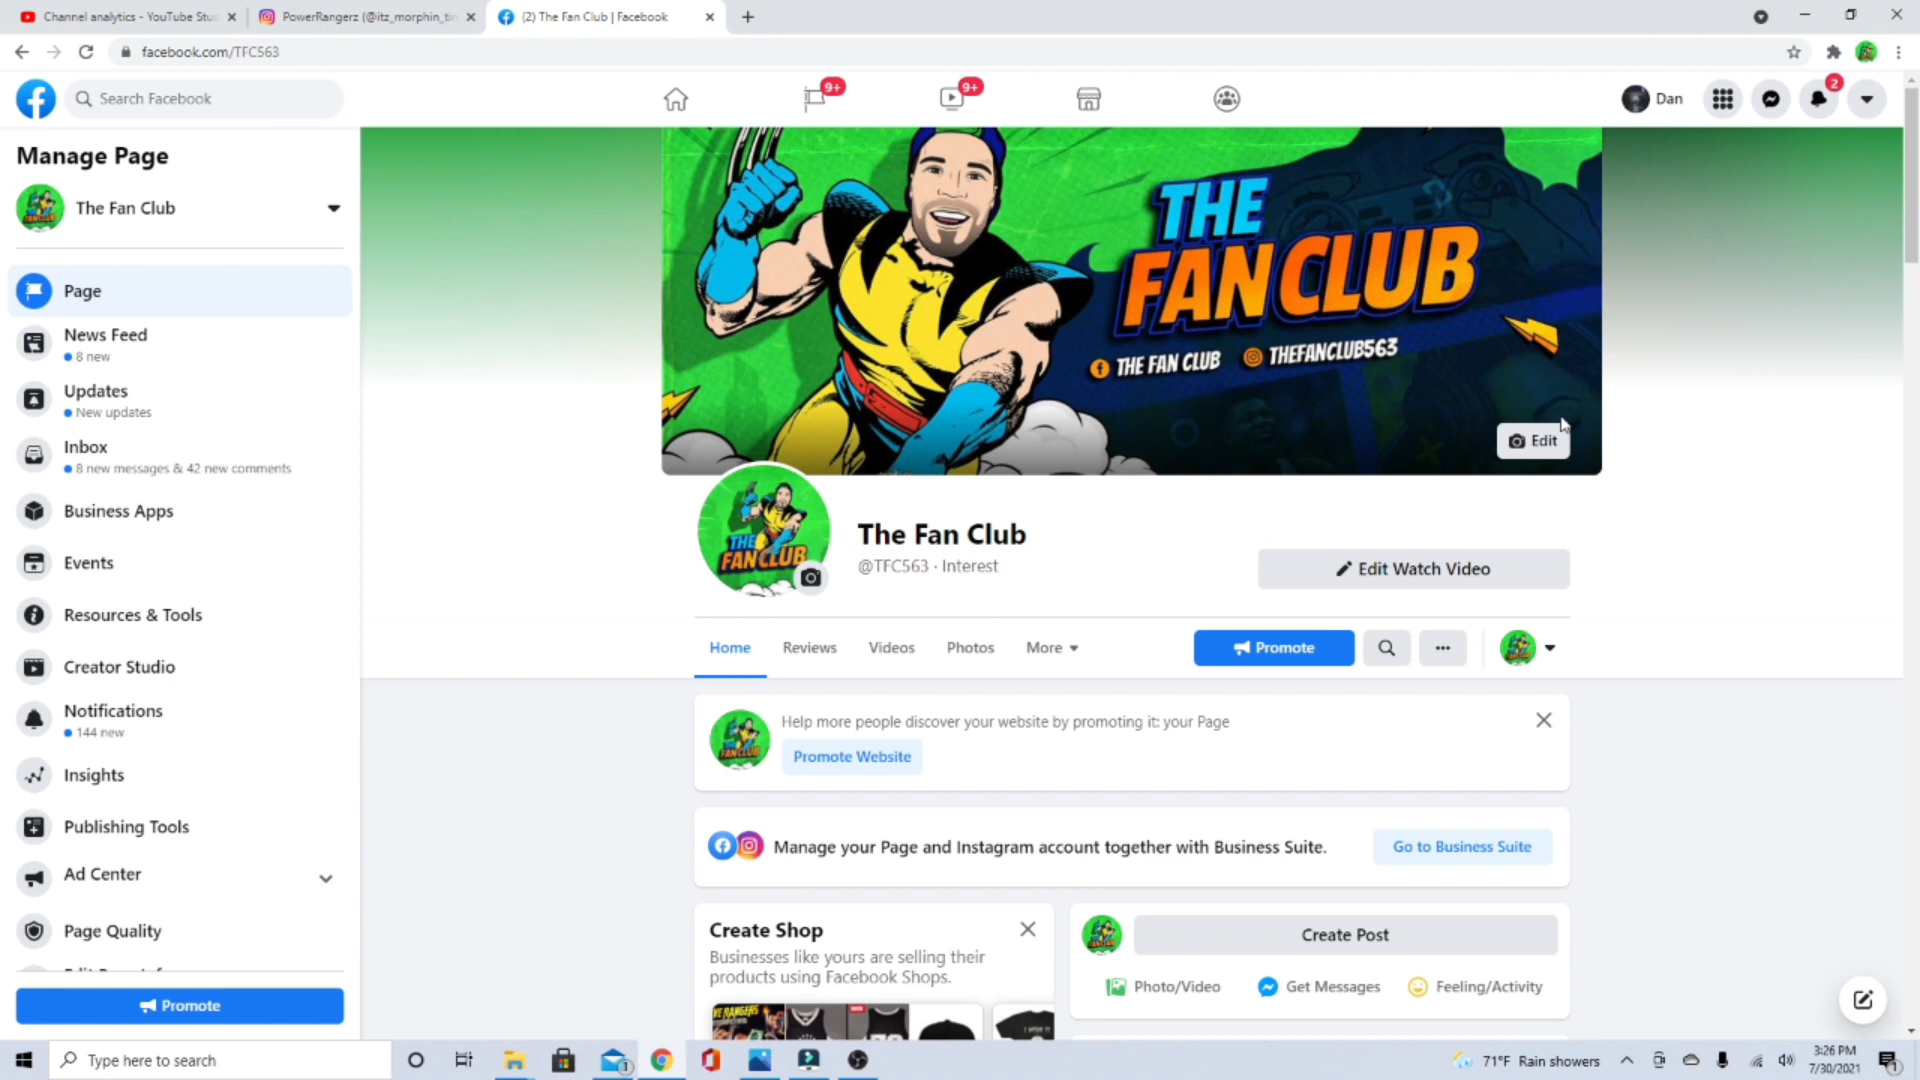 Channel analytics - YouTube Stu
PowerRangerz (@itz_morphin_tin
(2) The Fan Club | Facebook
facebook.com/TFC563
Search Facebook
9+
9+
Dan
2
Manage Page
The Fan Club
Page
News Feed
8 new
Updates
New updates
Inbox
8 new messages & 42 new comments
Business Apps
Events
Resources & Tools
Creator Studio
Notifications
144 new
Insights
Publishing Tools
Ad Center
Page Quality
Promote
THE
FAN CLUB
THE FAN CLUB THEFANCLUB563
Edit
THE
FANCLUB
The Fan Club
@TFC563 · Interest
Edit Watch Video
Home Reviews Videos Photos More
Promote
Help more people discover your website by promoting it: your Page
Promote Website
Manage your Page and Instagram account together with Business Suite.
Go to Business Suite
Create Shop
Businesses like yours are selling their
products using Facebook Shops.
Create Post
Photo/Video Get Messages Feeling/Activity
Type here to search
71°F Rain showers
3:26 PM
7/30/2021